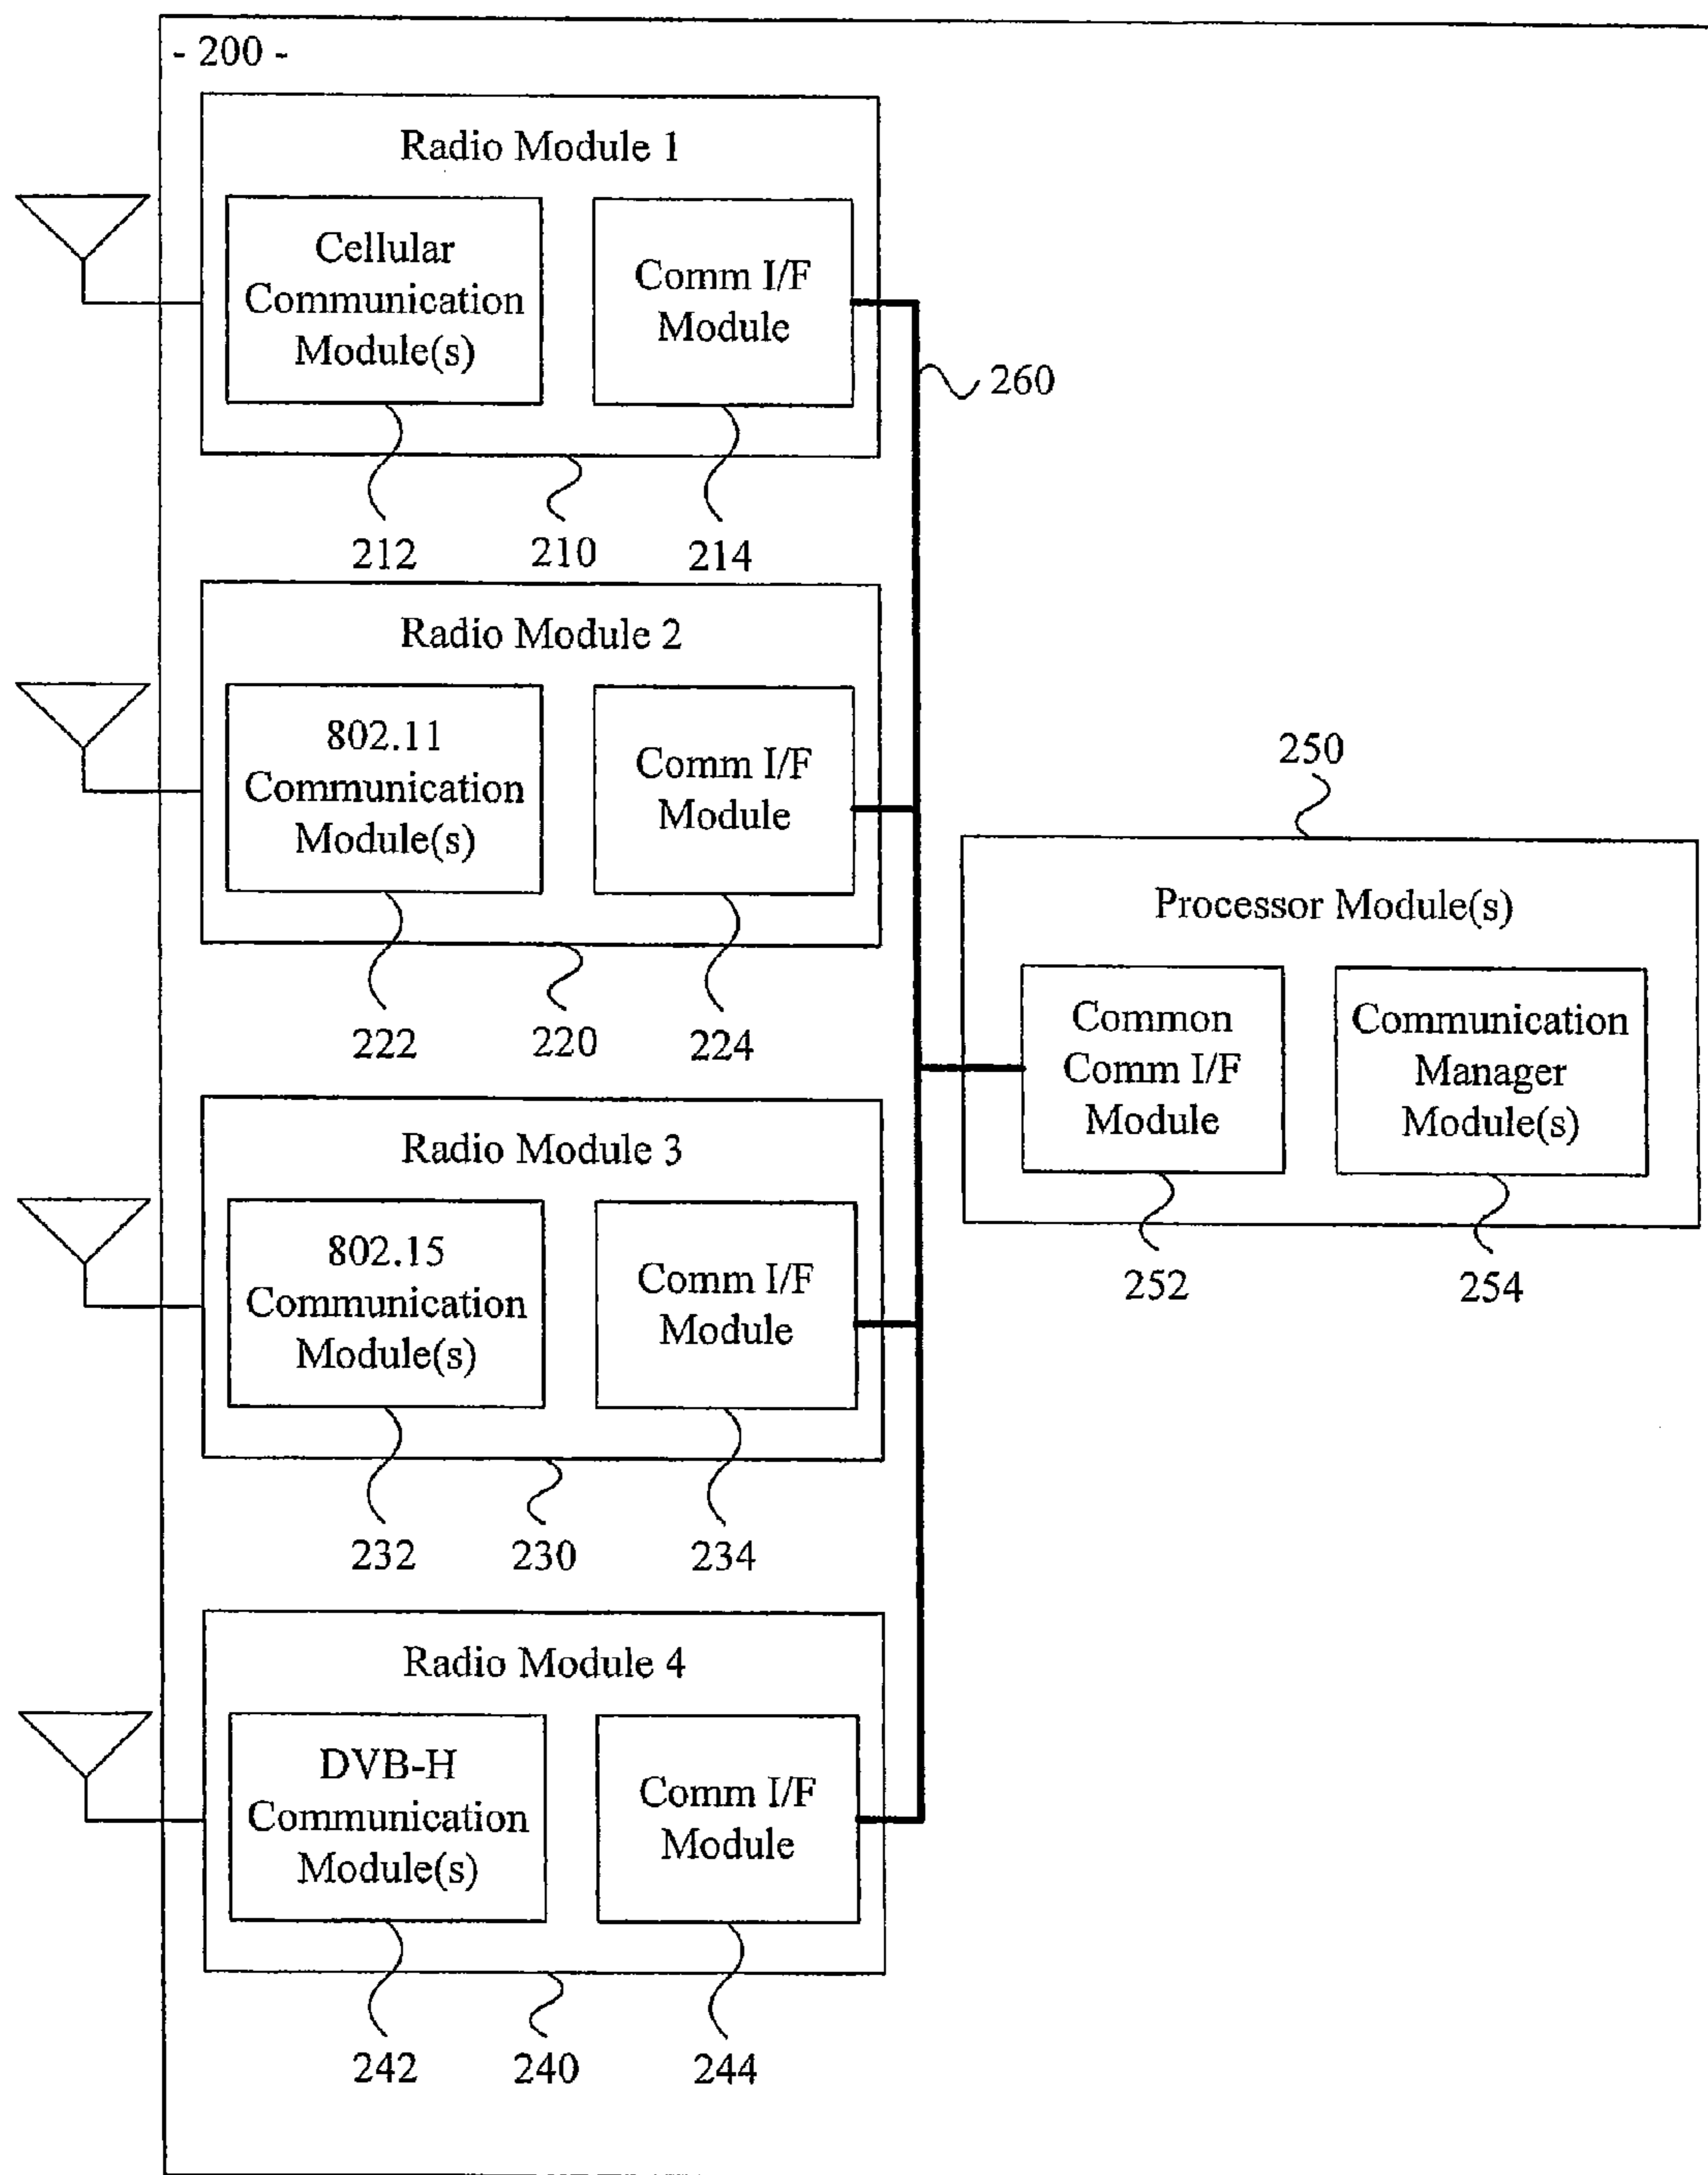 - 200 -
Radio Module 1
Cellular
Communication
Module(s)
Comm I/F
Module
260
212
210
214
Radio Module 2
802.11
Communication
Module(s)
Comm I/F
Module
222
220
224
250
Processor Module(s)
Common
Comm I/F
Module
Communication
Manager
Module(s)
252
254
Radio Module 3
802.15
Communication
Module(s)
Comm I/F
Module
232
230
234
Radio Module 4
DVB-H
Communication
Module(s)
Comm I/F
Module
242
240
244